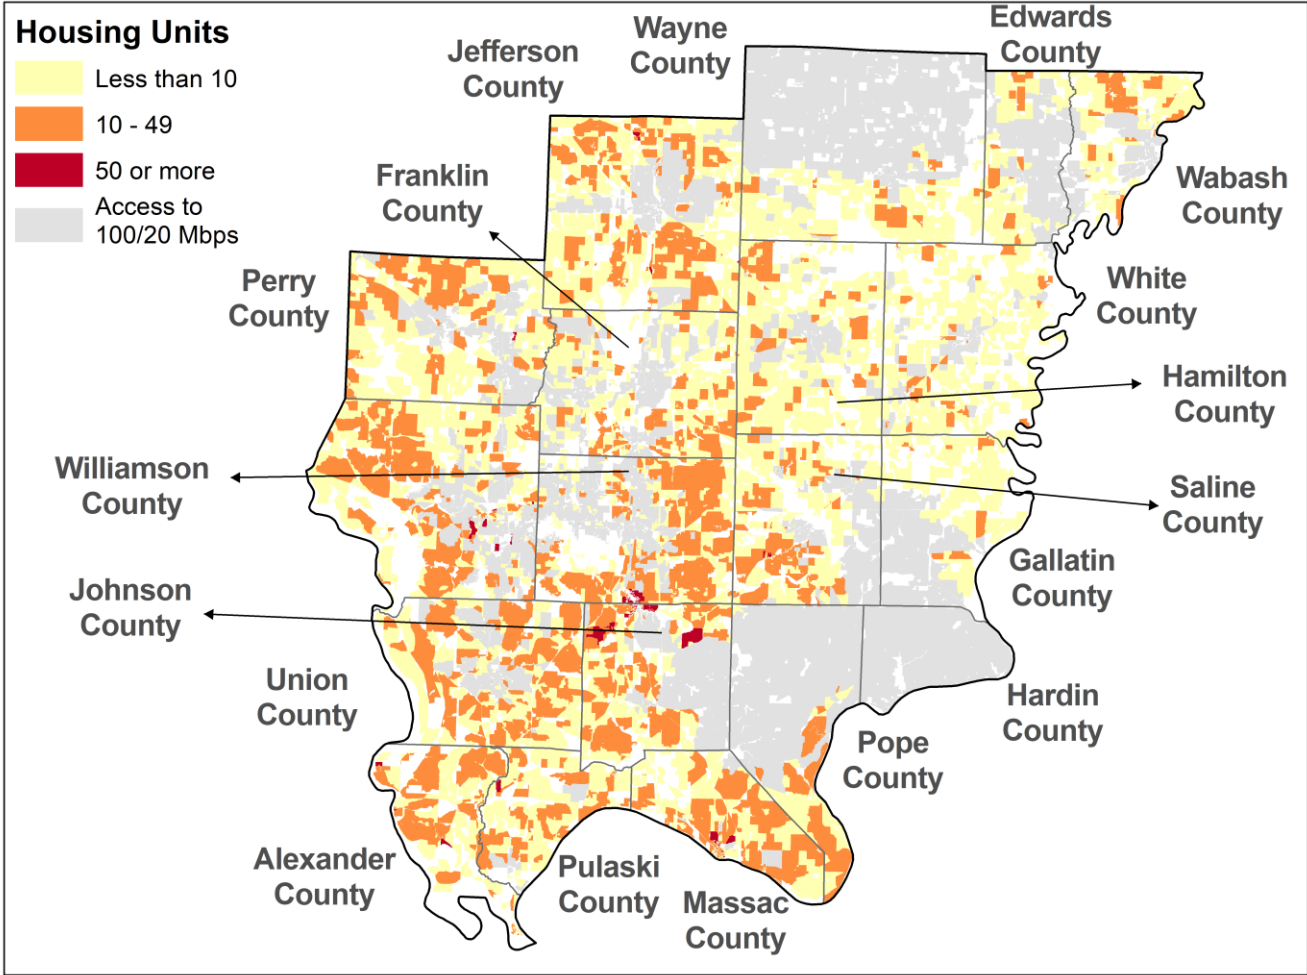 Housing Units
Less than 10
10 - 49
50 or more
Access to
100/20 Mbps
Jefferson
County
Wayne
County
Edwards
County
Franklin
County
Wabash
County
Perry
County
White
County
Hamilton
County
Williamson
County
Saline
County
Gallatin
County
Johnson
County
Union
County
Hardin
County
Pope
County
Alexander
County
Pulaski
County
Massac
County